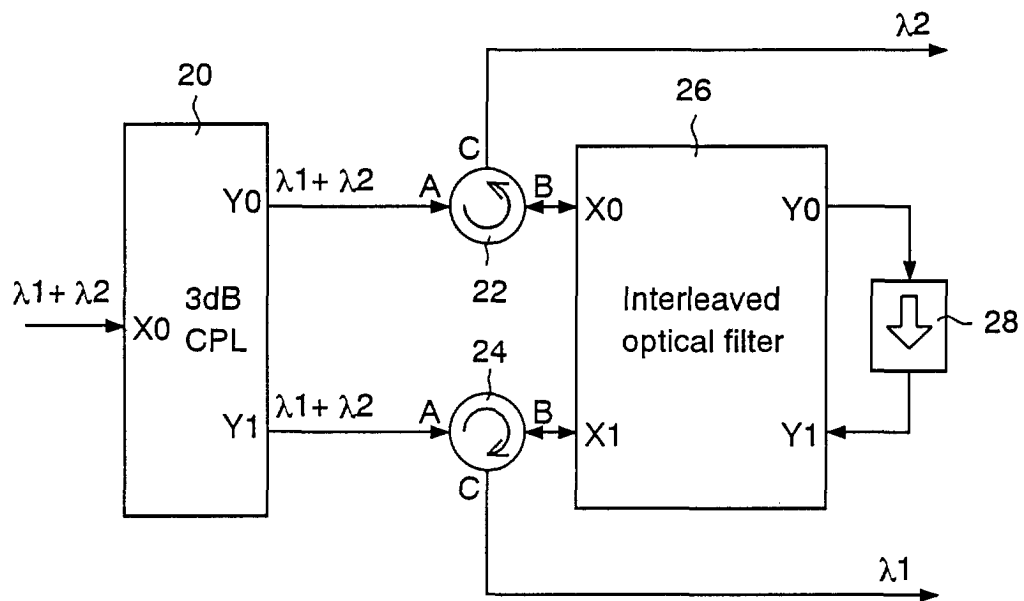 λ2
20
26
C
λ1+ λ2
A
B
Y0
X0
Y0
λ1+ λ2
3dB
CPL
X0
22
Interleaved
optical filter
28
24
λ1+ λ2
A
B
Y1
X1
Y1
C
λ1